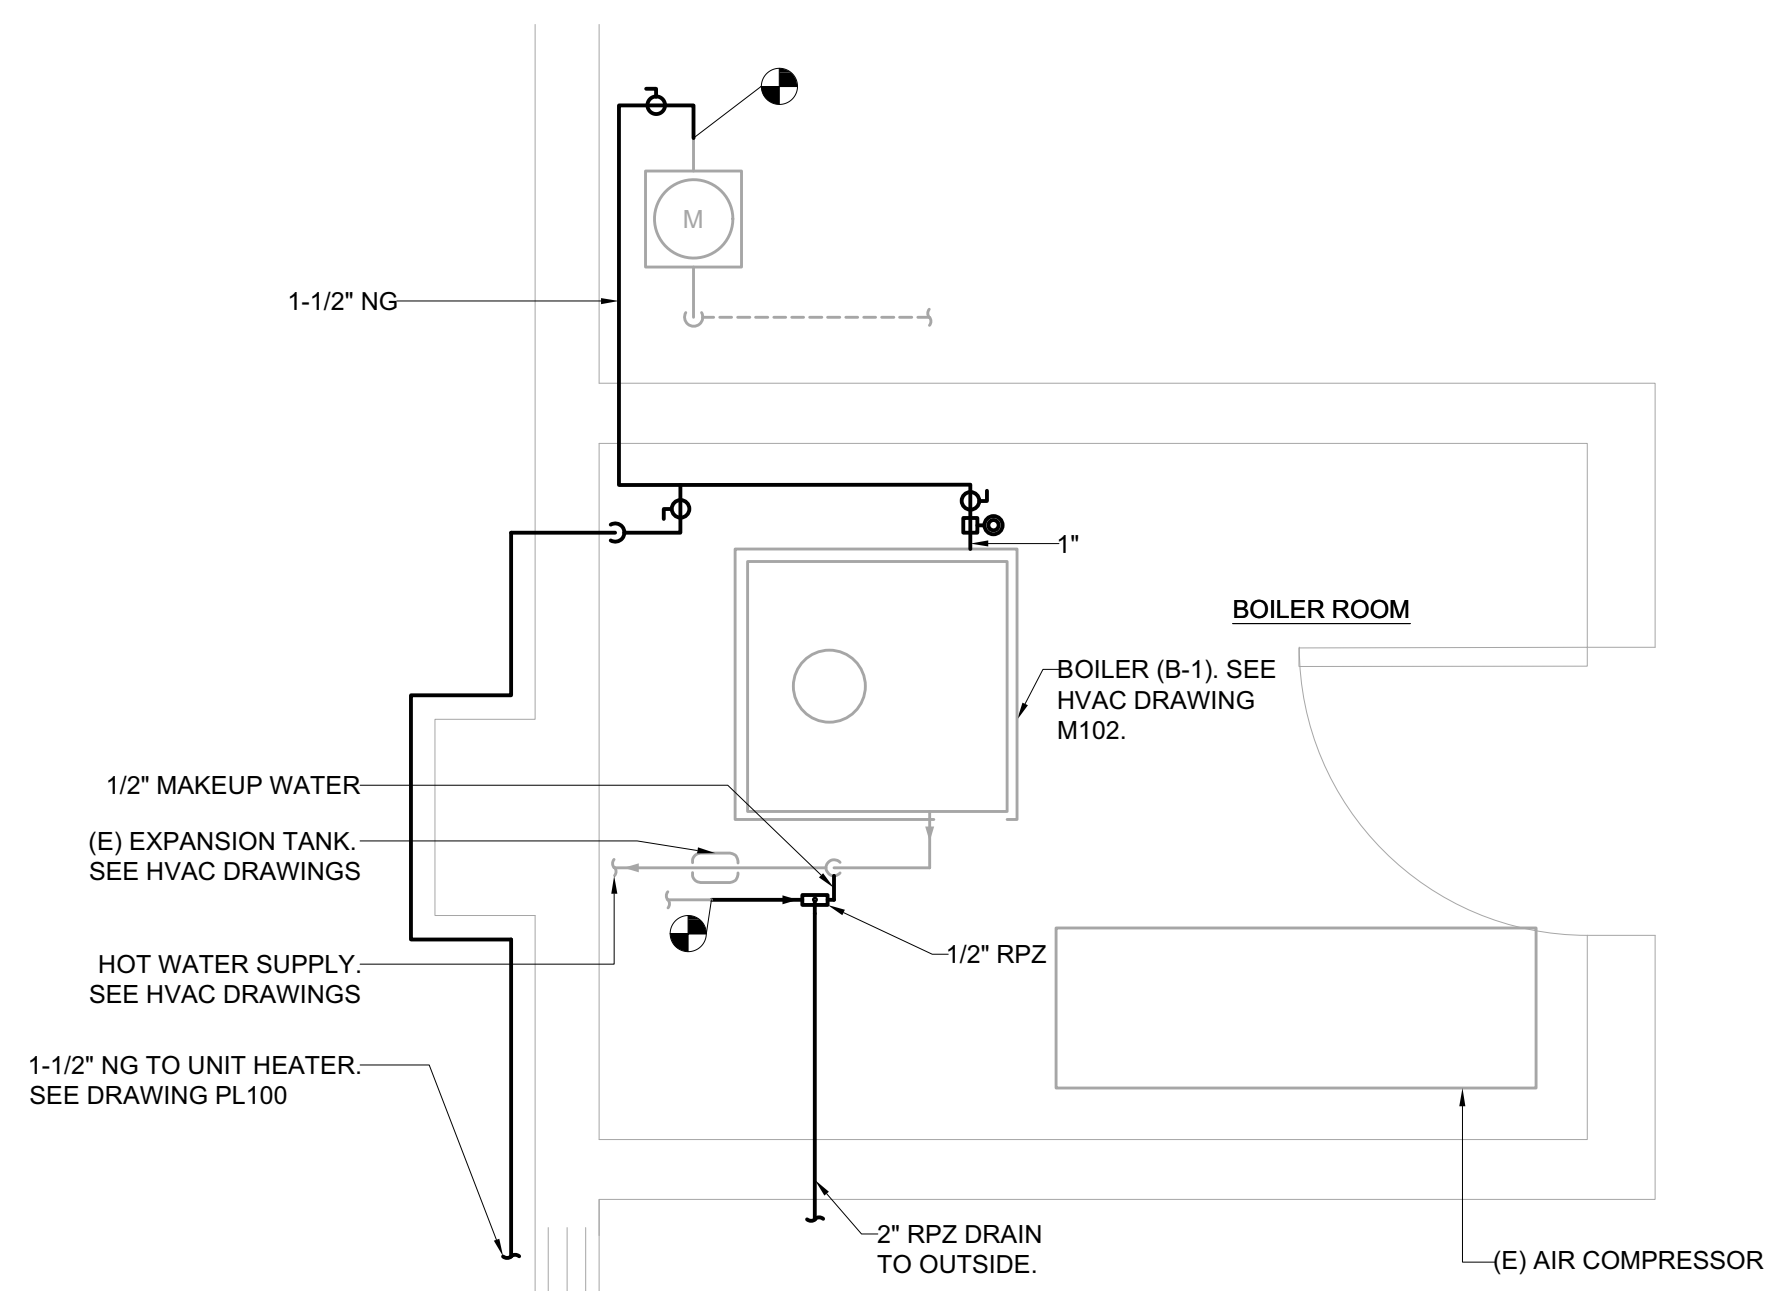 M
1-1/2" NG
1"
BOILER ROOM
BOILER (B-1). SEE
HVAC DRAWING
M102.
1/2" MAKEUP WATER
(E) EXPANSION TANK.
SEE HVAC DRAWINGS
1/2" RPZ
HOT WATER SUPPLY.
SEE HVAC DRAWINGS
1-1/2" NG TO UNIT HEATER.
SEE DRAWING PL100
2" RPZ DRAIN
TO OUTSIDE.
(E) AIR COMPRESSOR